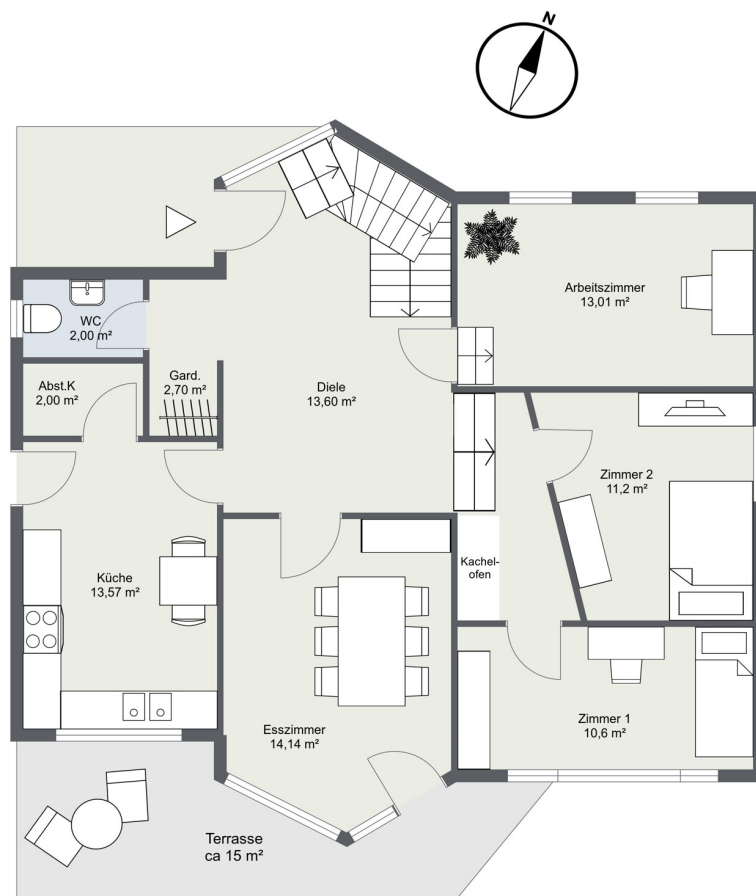 N
Arbeitszimmer
13,01 m²
WC
2,00 m²
Abst.K
2,00 m²
Gard.
2,70 m²
Diele
13,60 m²
Zimmer 2
11,2 m²
Kachel-
ofen
Küche
13,57 m²
Esszimmer
14,14 m²
Zimmer 1
10,6 m²
Terrasse
ca 15 m²